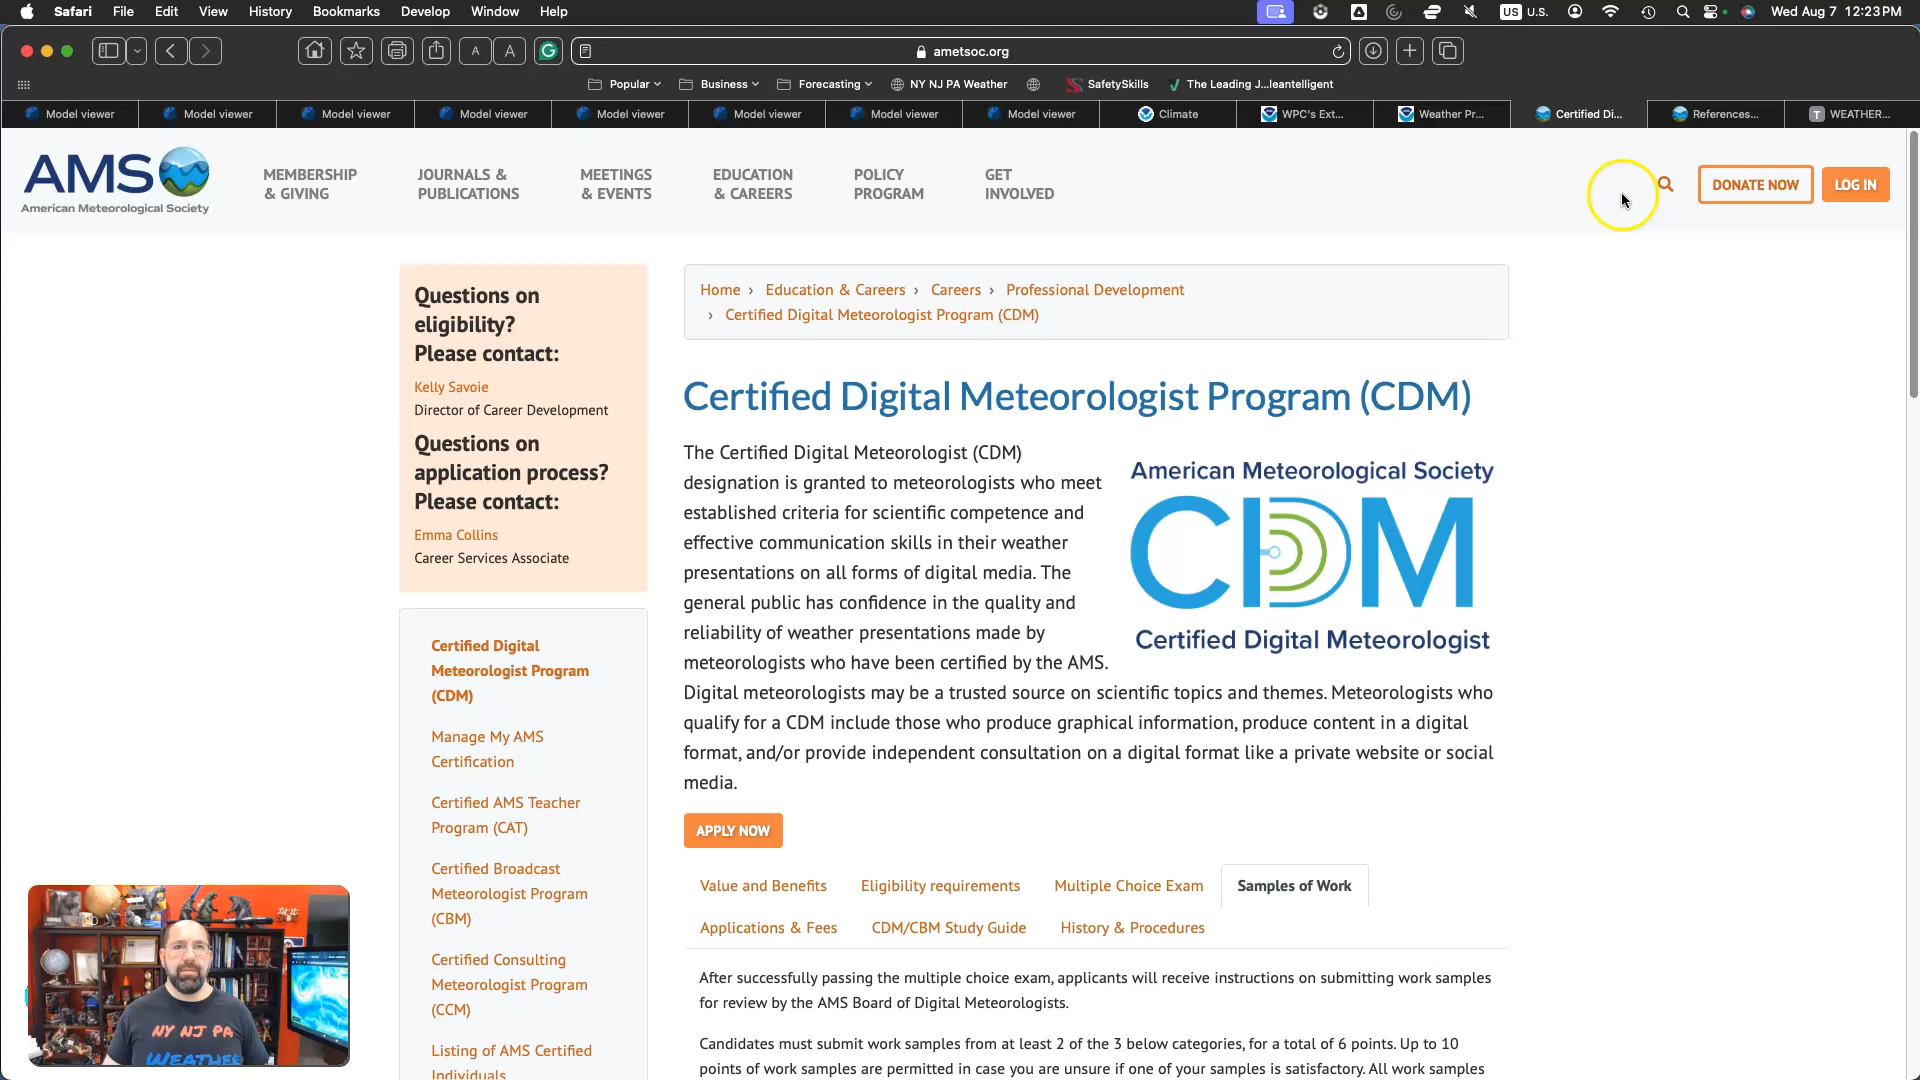 Safari File Edit View History Bookmarks Develop Window Help
US U.S.
Wed Aug 7 12:23 PM
A A
ametsoc.org
Popular
Business
Forecasting
NY NJ PA Weather
SafetySkills
The Leading J...leantelligent
Model viewer
Model viewer
Model viewer
Model viewer
Model viewer
Model viewer
Model viewer
Model viewer
Climate
WPC's Ext...
Weather Pr...
Certified Di...
References...
T WEATHER...
AMS
American Meteorological Society
MEMBERSHIP
& GIVING
JOURNALS &
PUBLICATIONS
MEETINGS
& EVENTS
EDUCATION
& CAREERS
POLICY
PROGRAM
GET
INVOLVED
DONATE NOW
LOG IN
Questions on
eligibility?
Please contact:
Kelly Savoie
Director of Career Development
Questions on
application process?
Please contact:
Emma Collins
Career Services Associate
Certified Digital
Meteorologist Program
(CDM)
Manage My AMS
Certification
Certified AMS Teacher
Program (CAT)
Certified Broadcast
Meteorologist Program
(CBM)
Certified Consulting
Meteorologist Program
(CCM)
Listing of AMS Certified
Individuals
Home › Education & Careers › Careers › Professional Development
› Certified Digital Meteorologist Program (CDM)
Certified Digital Meteorologist Program (CDM)
The Certified Digital Meteorologist (CDM)
designation is granted to meteorologists who meet
established criteria for scientific competence and
effective communication skills in their weather
presentations on all forms of digital media. The
general public has confidence in the quality and
reliability of weather presentations made by
meteorologists who have been certified by the AMS.
Digital meteorologists may be a trusted source on scientific topics and themes. Meteorologists who
qualify for a CDM include those who produce graphical information, produce content in a digital
format, and/or provide independent consultation on a digital format like a private website or social
media.
American Meteorological Society
CDM
Certified Digital Meteorologist
APPLY NOW
Value and Benefits
Eligibility requirements
Multiple Choice Exam
Samples of Work
Applications & Fees
CDM/CBM Study Guide
History & Procedures
After successfully passing the multiple choice exam, applicants will receive instructions on submitting work samples
for review by the AMS Board of Digital Meteorologists.
Candidates must submit work samples from at least 2 of the 3 below categories, for a total of 6 points. Up to 10
points of work samples are permitted in case you are unsure if one of your samples is satisfactory. All work samples
NY NJ PA
WEATHER